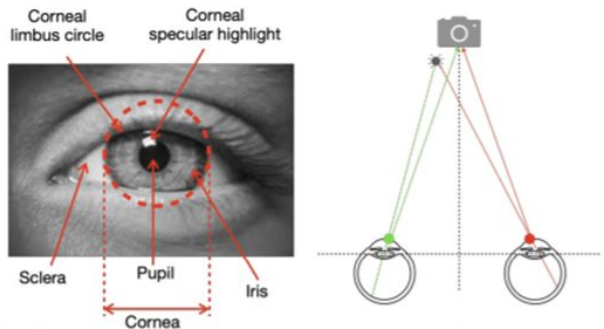 Corneal
limbus circle
Corneal
specular highlight
Sclera
Pupil
Iris
Cornea